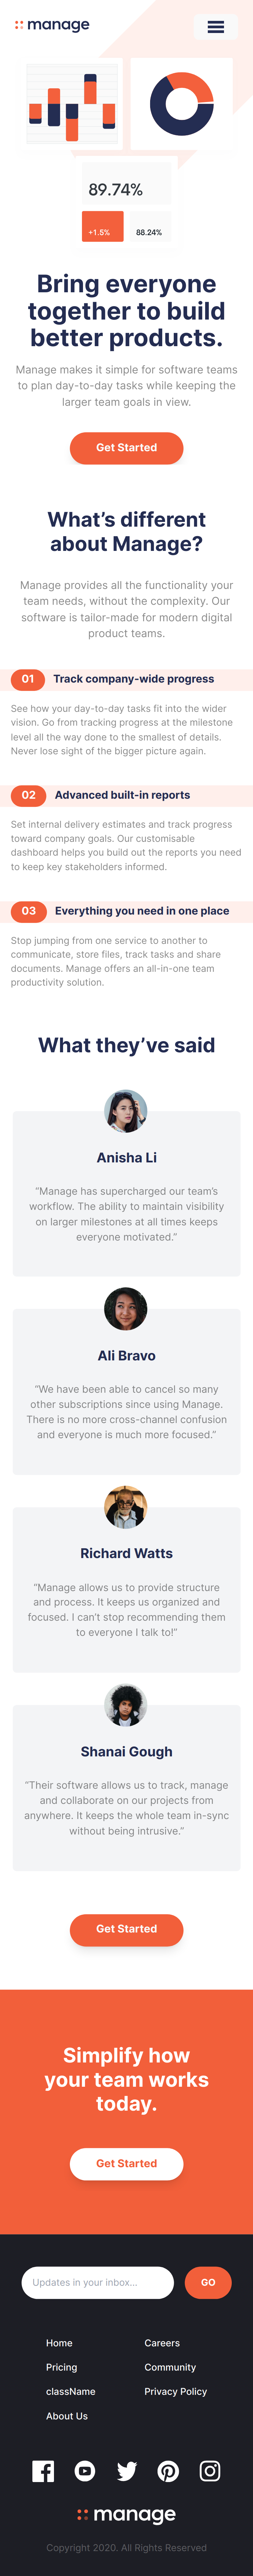 manage
89.74%
+1.5%
88.24%
Bring everyone
together to build
better products.
Manage makes it simple for software teams
to plan day-to-day tasks while keeping the
larger team goals in view.
Get Started
What’s different
about Manage?
Manage provides all the functionality your
team needs, without the complexity. Our
software is tailor-made for modern digital
product teams.
01 Track company-wide progress
See how your day-to-day tasks fit into the wider
vision. Go from tracking progress at the milestone
level all the way done to the smallest of details.
Never lose sight of the bigger picture again.
02 Advanced built-in reports
Set internal delivery estimates and track progress
toward company goals. Our customisable
dashboard helps you build out the reports you need
to keep key stakeholders informed.
03 Everything you need in one place
Stop jumping from one service to another to
communicate, store files, track tasks and share
documents. Manage offers an all-in-one team
productivity solution.
What they’ve said
Anisha Li
“Manage has supercharged our team’s
workflow. The ability to maintain visibility
on larger milestones at all times keeps
everyone motivated.”
Ali Bravo
“We have been able to cancel so many
other subscriptions since using Manage.
There is no more cross-channel confusion
and everyone is much more focused.”
Richard Watts
“Manage allows us to provide structure
and process. It keeps us organized and
focused. I can’t stop recommending them
to everyone I talk to!”
Shanai Gough
“Their software allows us to track, manage
and collaborate on our projects from
anywhere. It keeps the whole team in-sync
without being intrusive.”
Get Started
Simplify how
your team works
today.
Get Started
Updates in your inbox...
GO
Home
Pricing
className
About Us
Careers
Community
Privacy Policy
manage
Copyright 2020. All Rights Reserved